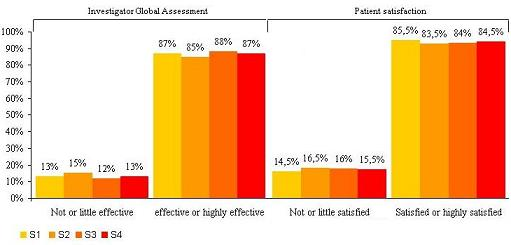 Investigator Global Assessment Patient satisfaction
100%
90%
80%
70%
60%
50%
40%
30%
20%
10%
0%
13% 15% 12% 13% 87% 85% 88% 87% 14,5% 16,5% 16% 15,5% 85,5% 83,5% 84% 84,5%
Not or little effective effective or highly effective Not or little satisfied Satisfied or highly satisfied
S1 S2 S3 S4